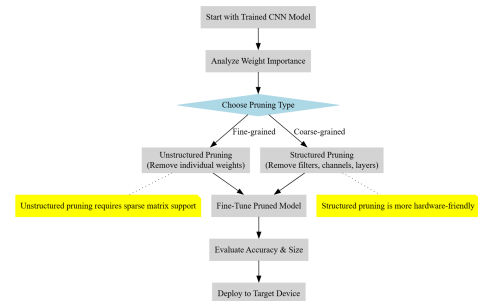 Start with Trained CNN Model
Analyze Weight Importance
Choose Pruning Type
Fine-grained
Coarse-grained
Unstructured Pruning
(Remove individual weights)
Structured Pruning
(Remove filters, channels, layers)
Unstructured pruning requires sparse matrix support
Fine-Tune Pruned Model
Structured pruning is more hardware-friendly
Evaluate Accuracy & Size
Deploy to Target Device